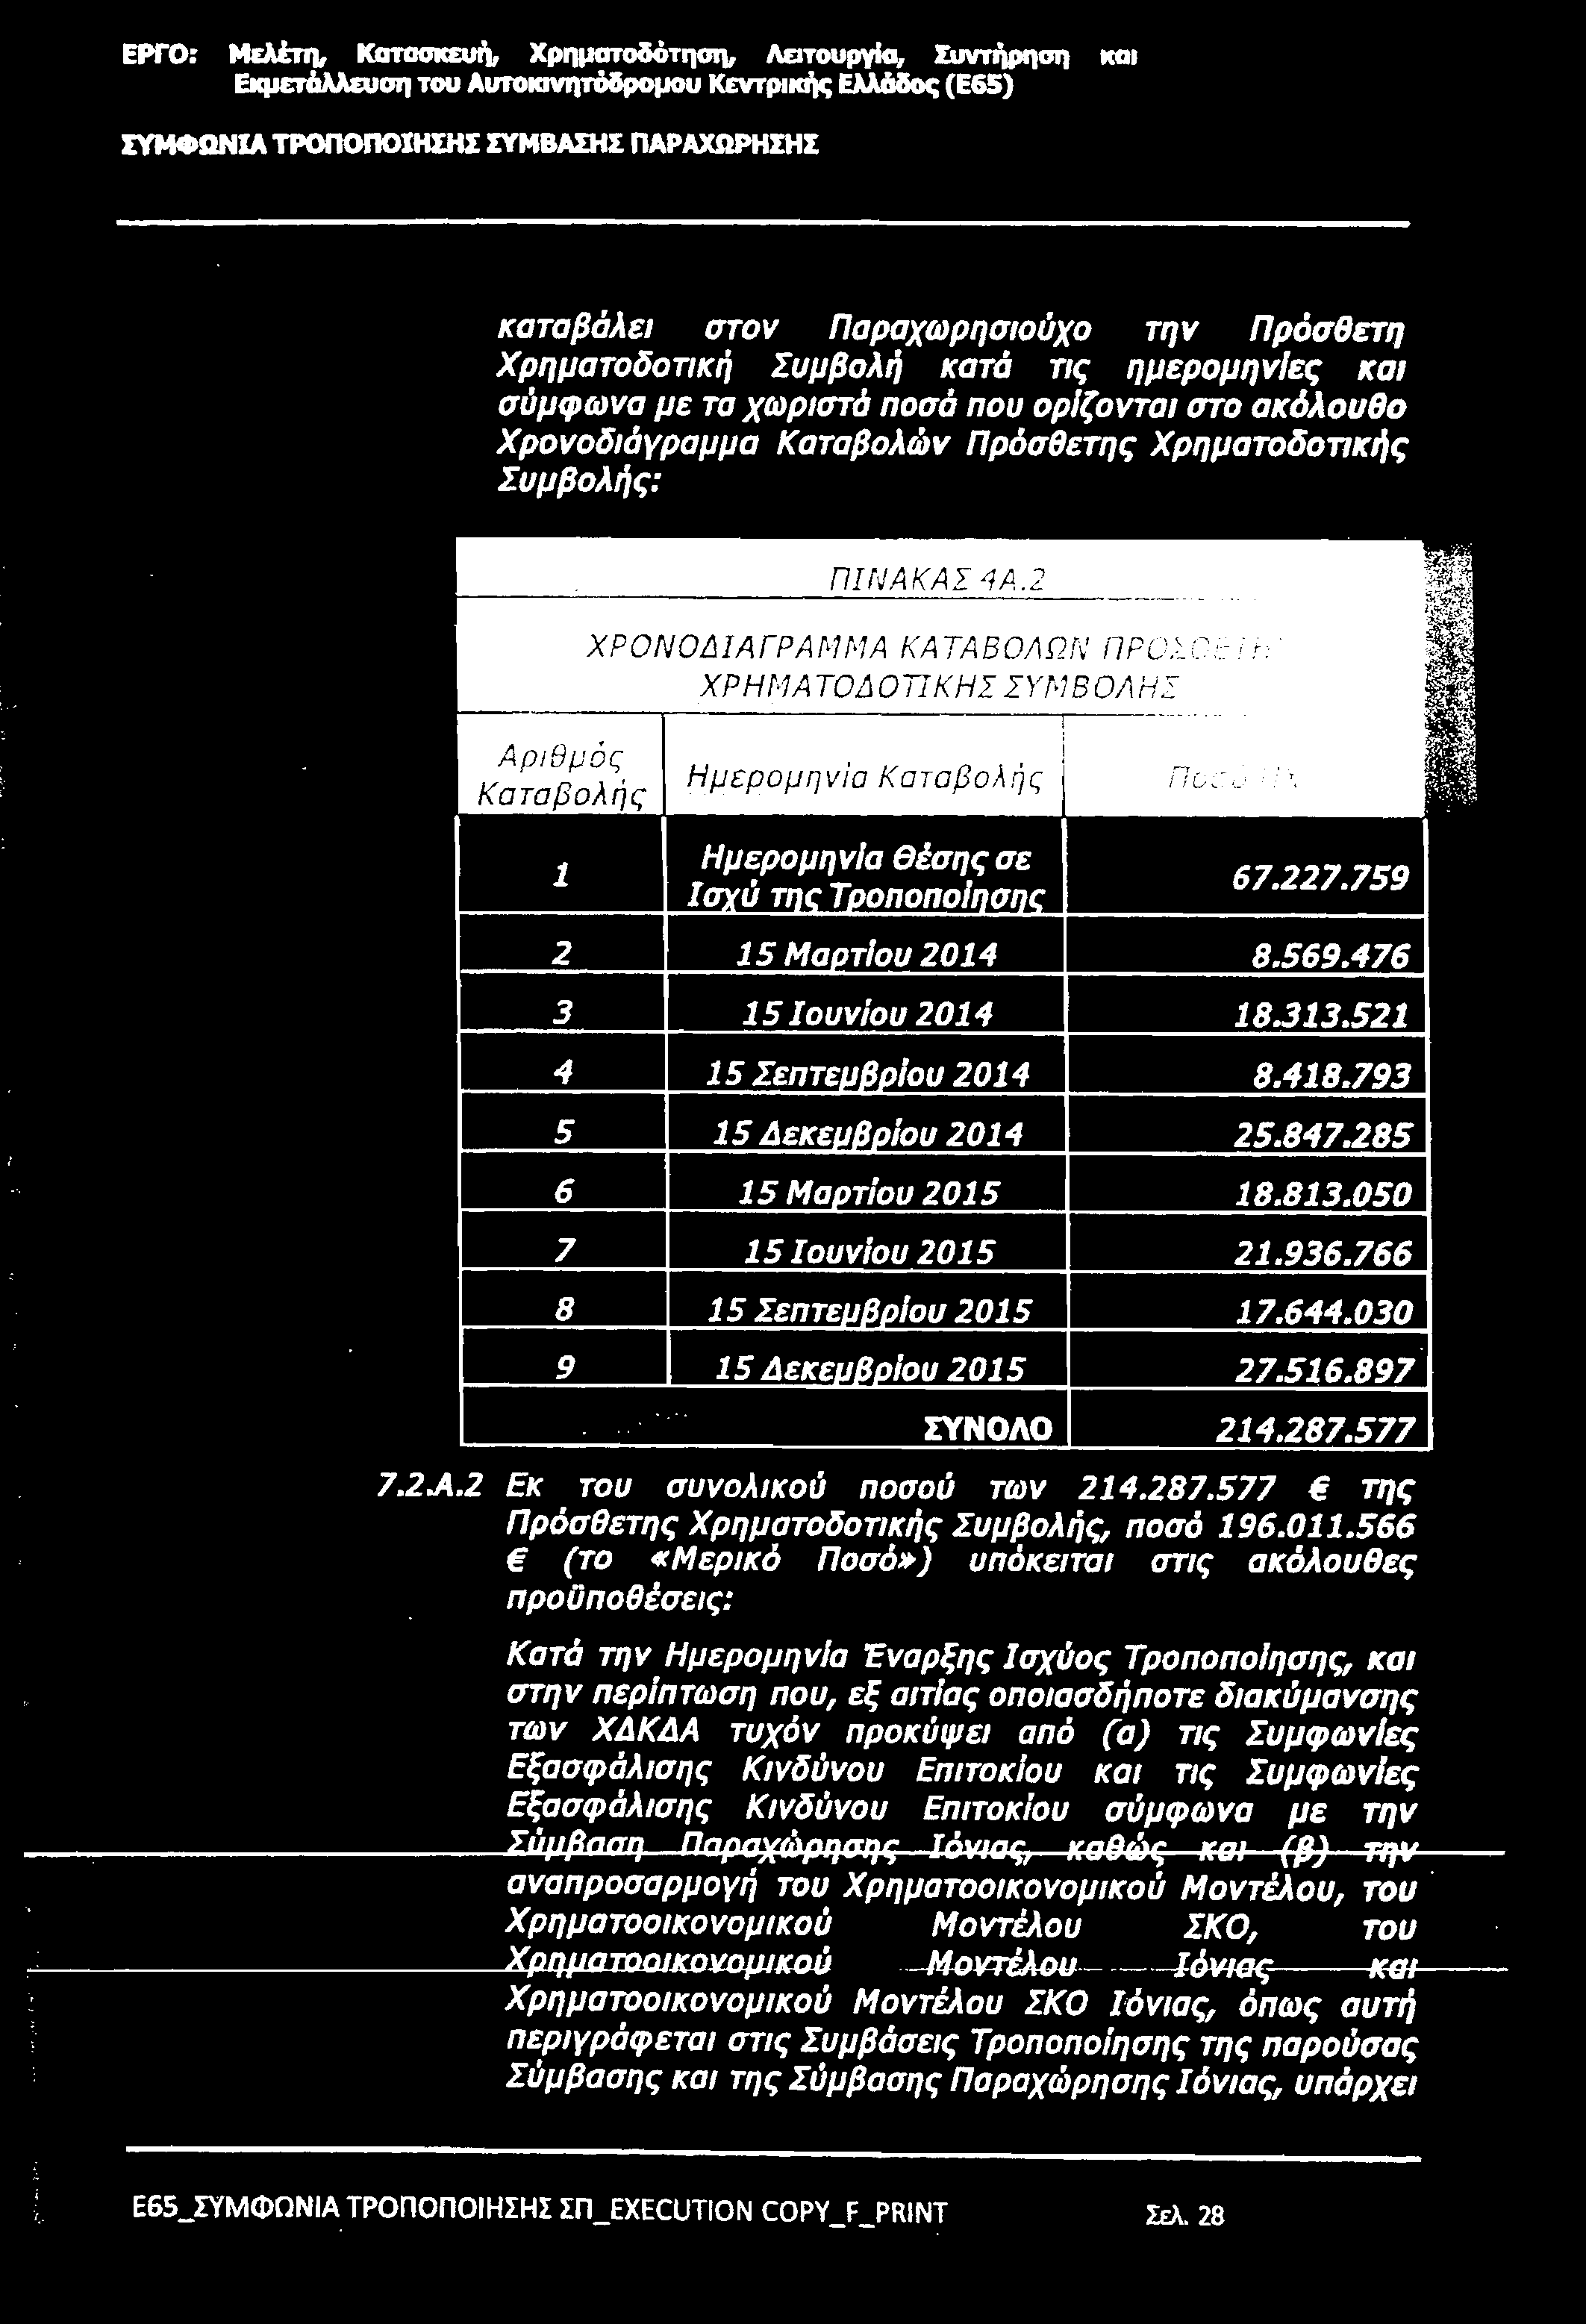 ΕΡΓΟ: Μελέτη, Κατασκευή, Χρηματοδότηση, Λειτουργία, Συντήρηση και
Εκμετάλλευση του Αυτοκινητόδρομου Κεντρικής Ελλάδος (Ε65)
ΣΥΜΦΩΝΙΑ ΤΡΟΠΟΠΟΙΗΣΗΣ ΣΥΜΒΑΣΗΣ ΠΑΡΑΧΩΡΗΣΗΣ
καταβάλει στον Παραχωρησιούχο την Πρόσθετη
Χρηματοδοτική Συμβολή κατά τις ημερομηνίες και
σύμφωνα με τα χωριστά ποσά που ορίζονται στο ακόλουθο
Χρονοδιάγραμμα Καταβολών Πρόσθετης Χρηματοδοτικής
Συμβολής:
ΠΙΝΑΚΑΣ 4Α.2
ΧΡΟΝΟΔΙΑΓΡΑΜΜΑ ΚΑΤΑΒΟΛΩΝ
ΧΡΗΜΑΤΟΔΟΤΙΚΗΣ ΣΥΜΒΟΛΗΣ
Αριθμός Καταβολής Ημερομηνία Καταβολής
1 Ημερομηνία Θέσης σε Ισχύ της Τροποποίησης 67.227.759
2 15 Μαρτίου 2014 8.569.476
3 15 Ιουνίου 2014 18.313.521
4 15 Σεπτεμβρίου 2014 8.418.793
5 15 Δεκεμβρίου 2014 25.847.285
6 15 Μαρτίου 2015 18.813.050
7 15 Ιουνίου 2015 21.936.766
8 15 Σεπτεμβρίου 2015 17.644.030
9 15 Δεκεμβρίου 2015 27.516.897
ΣΥΝΟΛΟ 214.287.577
7.2.Α.2 Εκ του συνολικού ποσού των 214.287.577 € της
Πρόσθετης Χρηματοδοτικής Συμβολής, ποσό 196.011.566
€ (το «Μερικό Ποσό») υπόκειται στις ακόλουθες
προϋποθέσεις:
Κατά την Ημερομηνία Έναρξης Ισχύος Τροποποίησης, και
στην περίπτωση που, εξ αιτίας οποιασδήποτε διακύμανσης
των ΧΔΚΔΑ τυχόν προκύψει από (α) τις Συμφωνίες
Εξασφάλισης Κινδύνου Επιτοκίου και τις Συμφωνίες
Εξασφάλισης Κινδύνου Επιτοκίου σύμφωνα με την
Σύμβαση Παραχώρησης Ιόνιας, καθώς και (β) την
αναπροσαρμογή του Χρηματοοικονομικού Μοντέλου, του
Χρηματοοικονομικού Μοντέλου ΣΚΟ, του
Χρηματοοικονομικού Μοντέλου Ιόνιας και
Χρηματοοικονομικού Μοντέλου ΣΚΟ Ιόνιας, όπως αυτή
περιγράφεται στις Συμβάσεις Τροποποίησης της παρούσας
Σύμβασης και της Σύμβασης Παραχώρησης Ιόνιας, υπάρχει
Ε65_ΣΥΜΦΩΝΙΑ ΤΡΟΠΟΠΟΙΗΣΗΣ ΣΠ_EXECUTION COPY_F_PRINT Σελ. 28